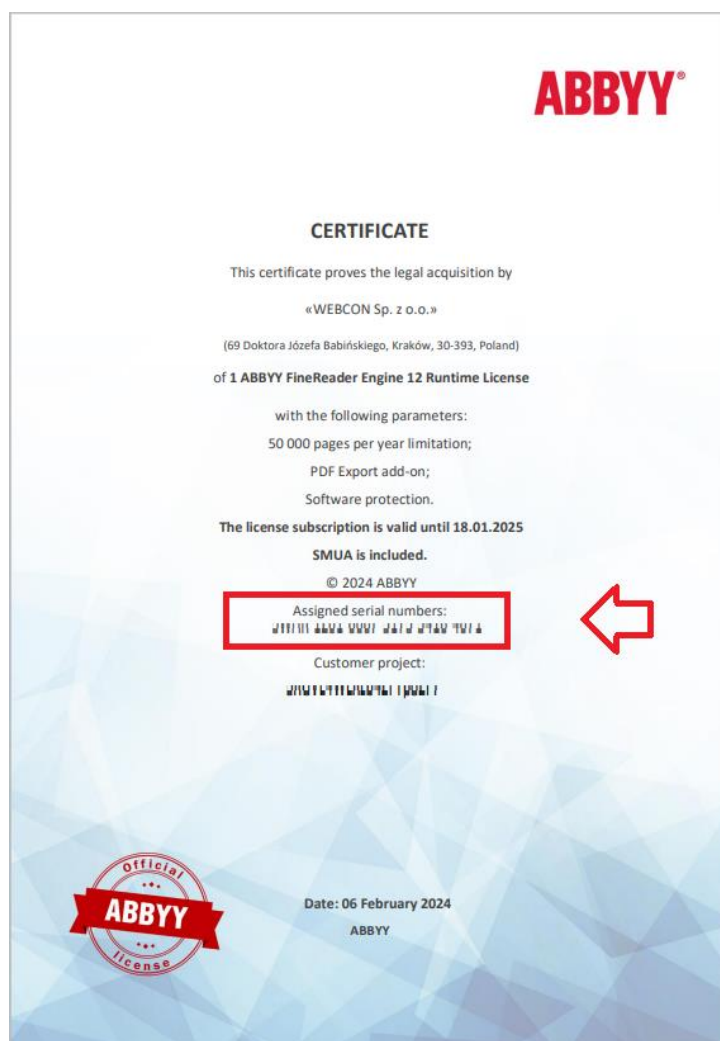 ABBYY®
CERTIFICATE
This certificate proves the legal acquisition by
«WEBCON Sp. z o.o.»
(69 Doktora Józefa Babińskiego, Kraków, 30-393, Poland)
of 1 ABBYY FineReader Engine 12 Runtime License
with the following parameters:
50 000 pages per year limitation;
PDF Export add-on;
Software protection.
The license subscription is valid until 18.01.2025
SMUA is included.
© 2024 ABBYY
Assigned serial numbers:
Customer project:
Official
ABBYY
license
Date: 06 February 2024
ABBYY